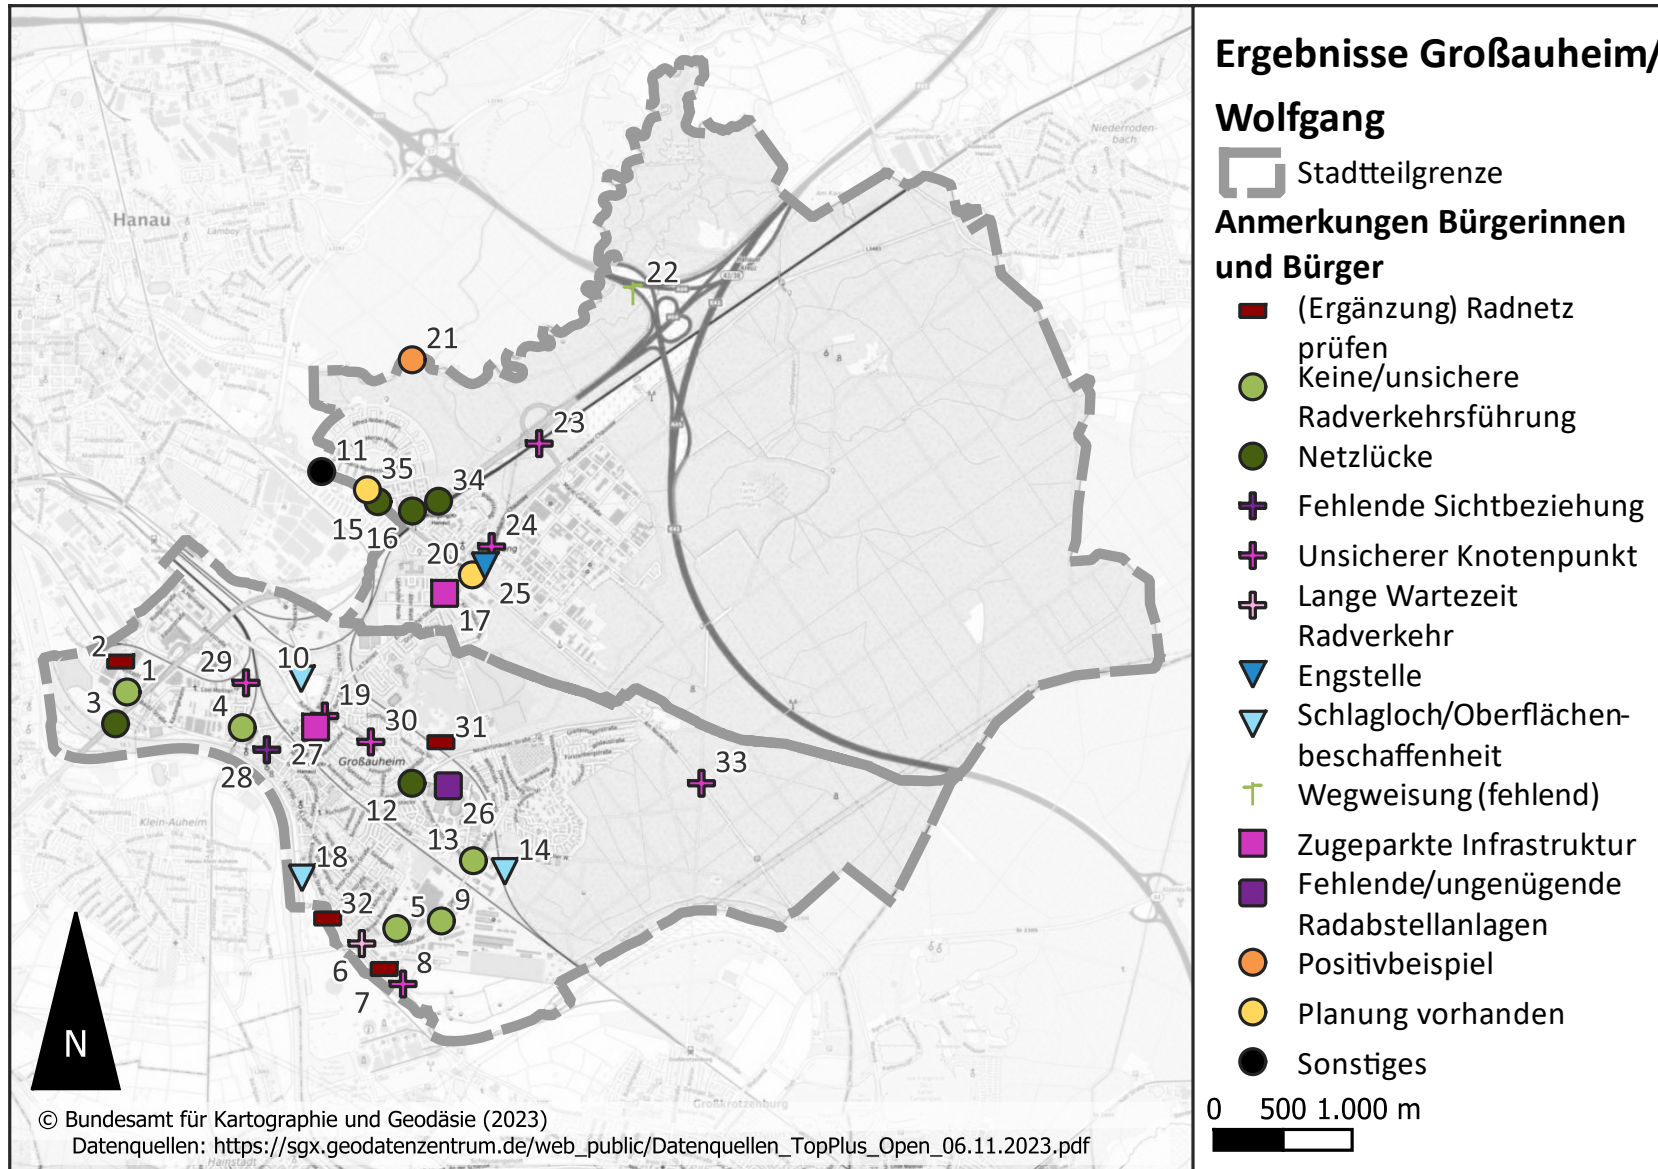 Ergebnisse Großauheim/
Wolfgang
Stadtteilgrenze
Anmerkungen Bürgerinnen
und Bürger
(Ergänzung) Radnetz
prüfen
Keine/unsichere
Radverkehrsführung
Netzlücke
Fehlende Sichtbeziehung
Unsicherer Knotenpunkt
Lange Wartezeit
Radverkehr
Engstelle
Schlagloch/Oberflächen-
beschaffenheit
Wegweisung (fehlend)
Zugeparkte Infrastruktur
Fehlende/ungenügende
Radabstellanlagen
Positivbeispiel
Planung vorhanden
Sonstiges
0 500 1.000 m
Hanau
Lamboy
Niederroden-
bach
22
21
23
11
35
34
15
16
24
20
25
17
2
1
29
10
3
4
19
30
31
27
Großauheim
28
33
12
26
Klein-Auheim
13
14
18
32
5
9
6
8
7
N
Großkrotzenburg
Hainstadt
© Bundesamt für Kartographie und Geodäsie (2023)
Datenquellen: https://sgx.geodatenzentrum.de/web_public/Datenquellen_TopPlus_Open_06.11.2023.pdf